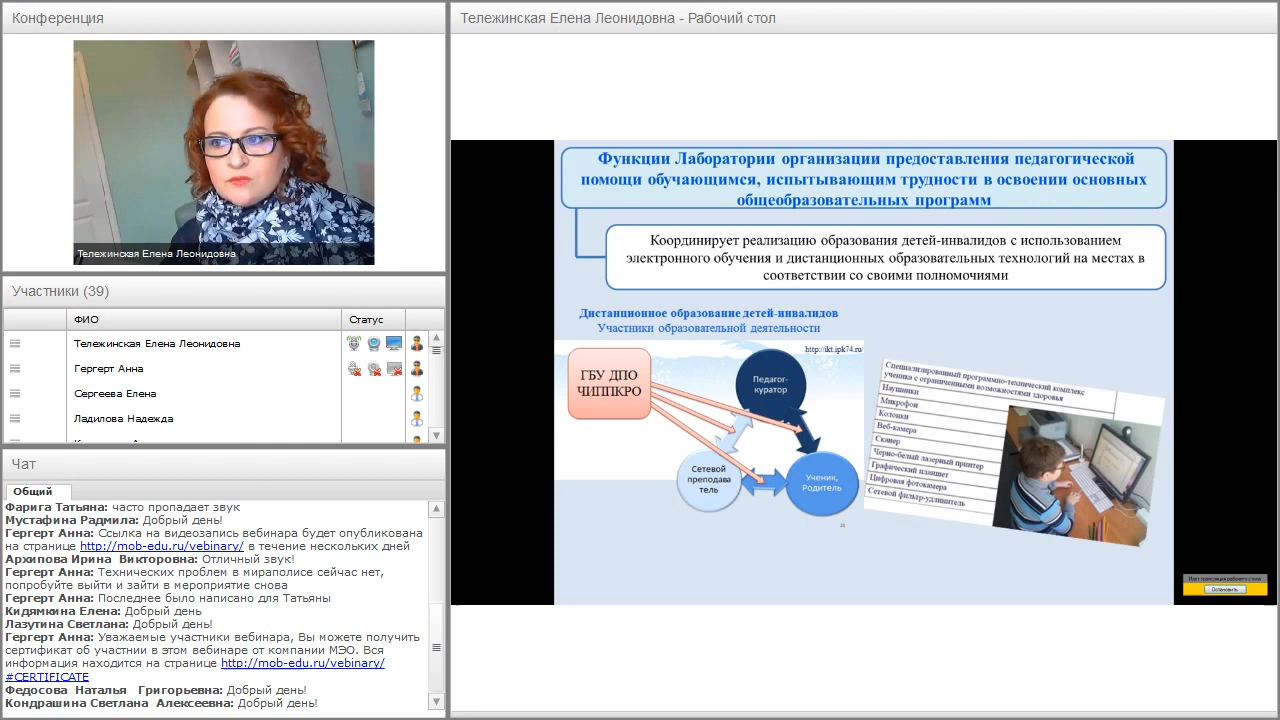 Конференция
Тележинская Елена Леонидовна
Участники (39)
ФИО
Статус
Тележинская Елена Леонидовна
Гергерт Анна
Сергеева Елена
Ладилова Надежда
Чат
Общий
Фарига Татьяна: часто пропадает звук
Мустафина Радмила: Добрый день!
Гергерт Анна: Ссылка на видеозапись вебинара будет опубликована
на странице http://mob-edu.ru/vebinary/ в течение нескольких дней
Архипова Ирина Викторовна: Отличный звук!
Гергерт Анна: Технических проблем в мираполисе сейчас нет,
попробуйте выйти и зайти в мероприятие снова
Гергерт Анна: Последнее было написано для Татьяны
Кидямкина Елена: Добрый день
Лазутина Светлана: Добрый день!
Гергерт Анна: Уважаемые участники вебинара, Вы можете получить
сертификат об участнии в этом вебинаре от компании МЭО. Вся
информация находится на странице http://mob-edu.ru/vebinary/
#CERTIFICATE
Федосова Наталья Григорьевна: Добрый день!
Кондрашина Светлана Алексеевна: Добрый день!
Тележинская Елена Леонидовна - Рабочий стол
Функции Лаборатории организации предоставления педагогической
помощи обучающимся, испытывающим трудности в освоении основных
общеобразовательных программ
Координирует реализацию образования детей-инвалидов с использованием
электронного обучения и дистанционных образовательных технологий на местах в
соответствии со своими полномочиями
Дистанционное образование детей-инвалидов
Участники образовательной деятельности
http://ikt.ipk74.ru/
ГБУ ДПО
ЧИППКРО
Педагог-
куратор
Сетевой
преподава
тель
Ученик,
Родитель
Специализированный программно-технический комплекс
ученика с ограниченными возможностями здоровья
Наушники
Микрофон
Колонки
Веб-камера
Сканер
Черно-белый лазерный принтер
Графический планшет
Цифровая фотокамера
Сетевой фильтр-удлинитель
Идет трансляция рабочего стола
Остановить